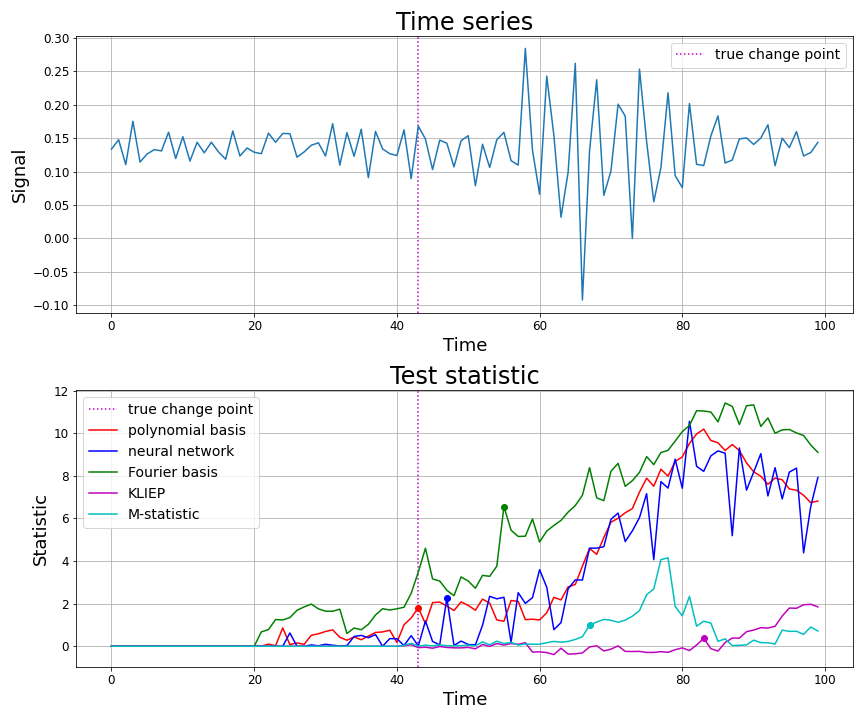 Time series
true change point
0.30
0.25
0.20
0.15
0.10
0.05
0.00
−0.05
−0.10
Signal
0 20 40 60 80 100
Time
Test statistic
true change point
polynomial basis
neural network
Fourier basis
KLIEP
M-statistic
12
10
8
6
4
2
0
Statistic
0 20 40 60 80 100
Time